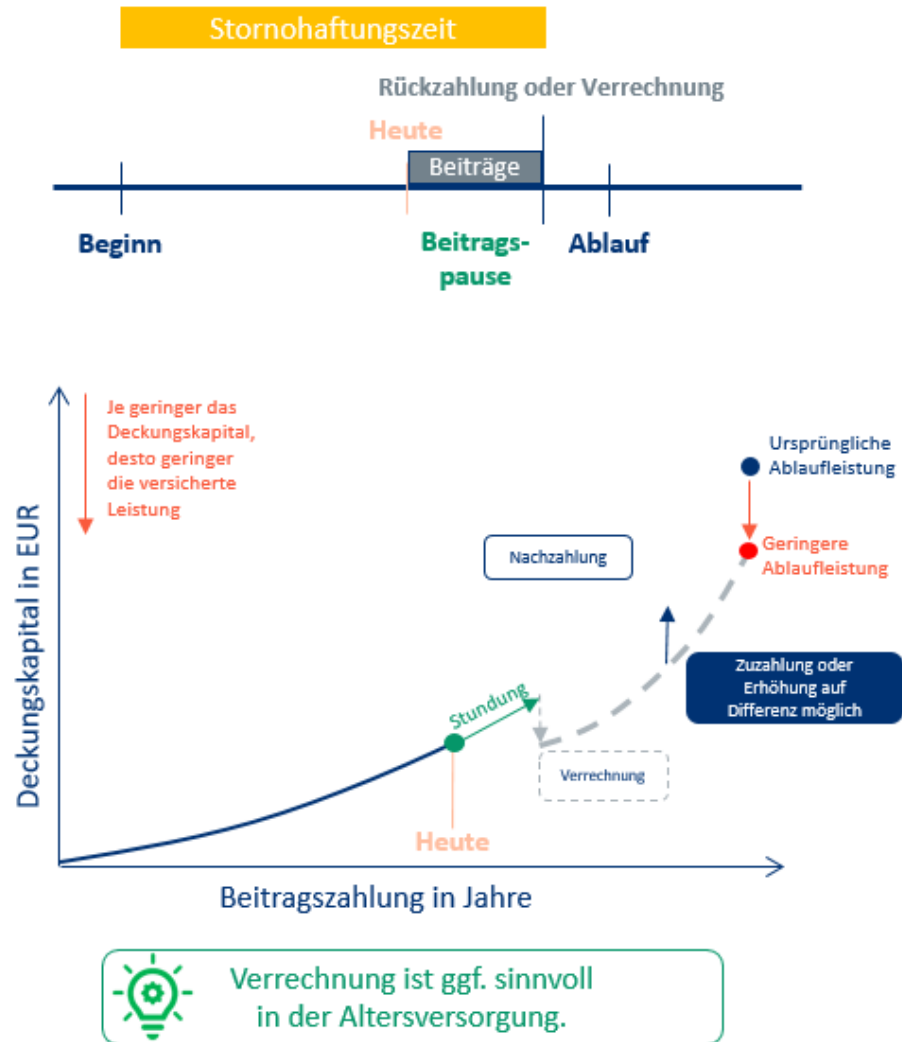 Stornohaftungszeit
Rückzahlung oder Verrechnung
Heute
Beiträge
Beginn
Beitrags-
pause
Ablauf
Je geringer das
Deckungskapital,
desto geringer
die versicherte
Leistung
Ursprüngliche
Ablaufleistung
Nachzahlung
Geringere
Ablaufleistung
Zuzahlung oder
Erhöhung auf
Differenz möglich
Stundung
Verrechnung
Heute
Deckungskapital in EUR
Beitragszahlung in Jahre
Verrechnung ist ggf. sinnvoll
in der Altersversorgung.